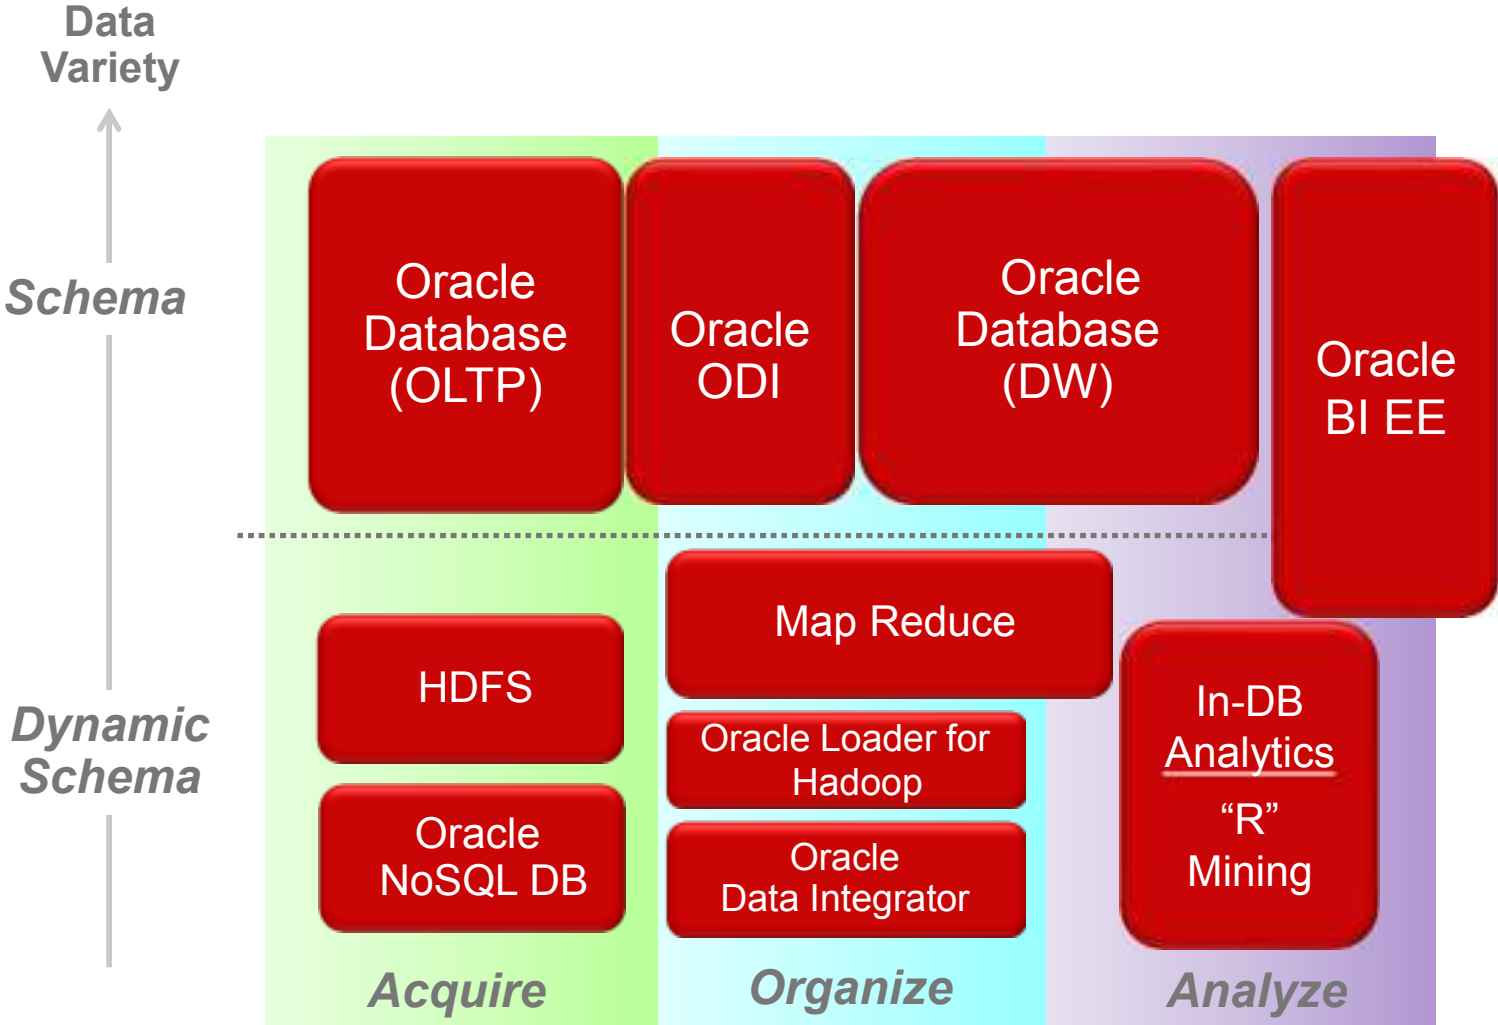 Data
Variety
Schema
Dynamic
Schema
Oracle
Database
(OLTP)
Oracle
ODI
Oracle
Database
(DW)
Oracle
BI EE
HDFS
Oracle
NoSQL DB
Map Reduce
Oracle Loader for
Hadoop
Oracle
Data Integrator
In-DB
Analytics
“R”
Mining
Acquire
Organize
Analyze